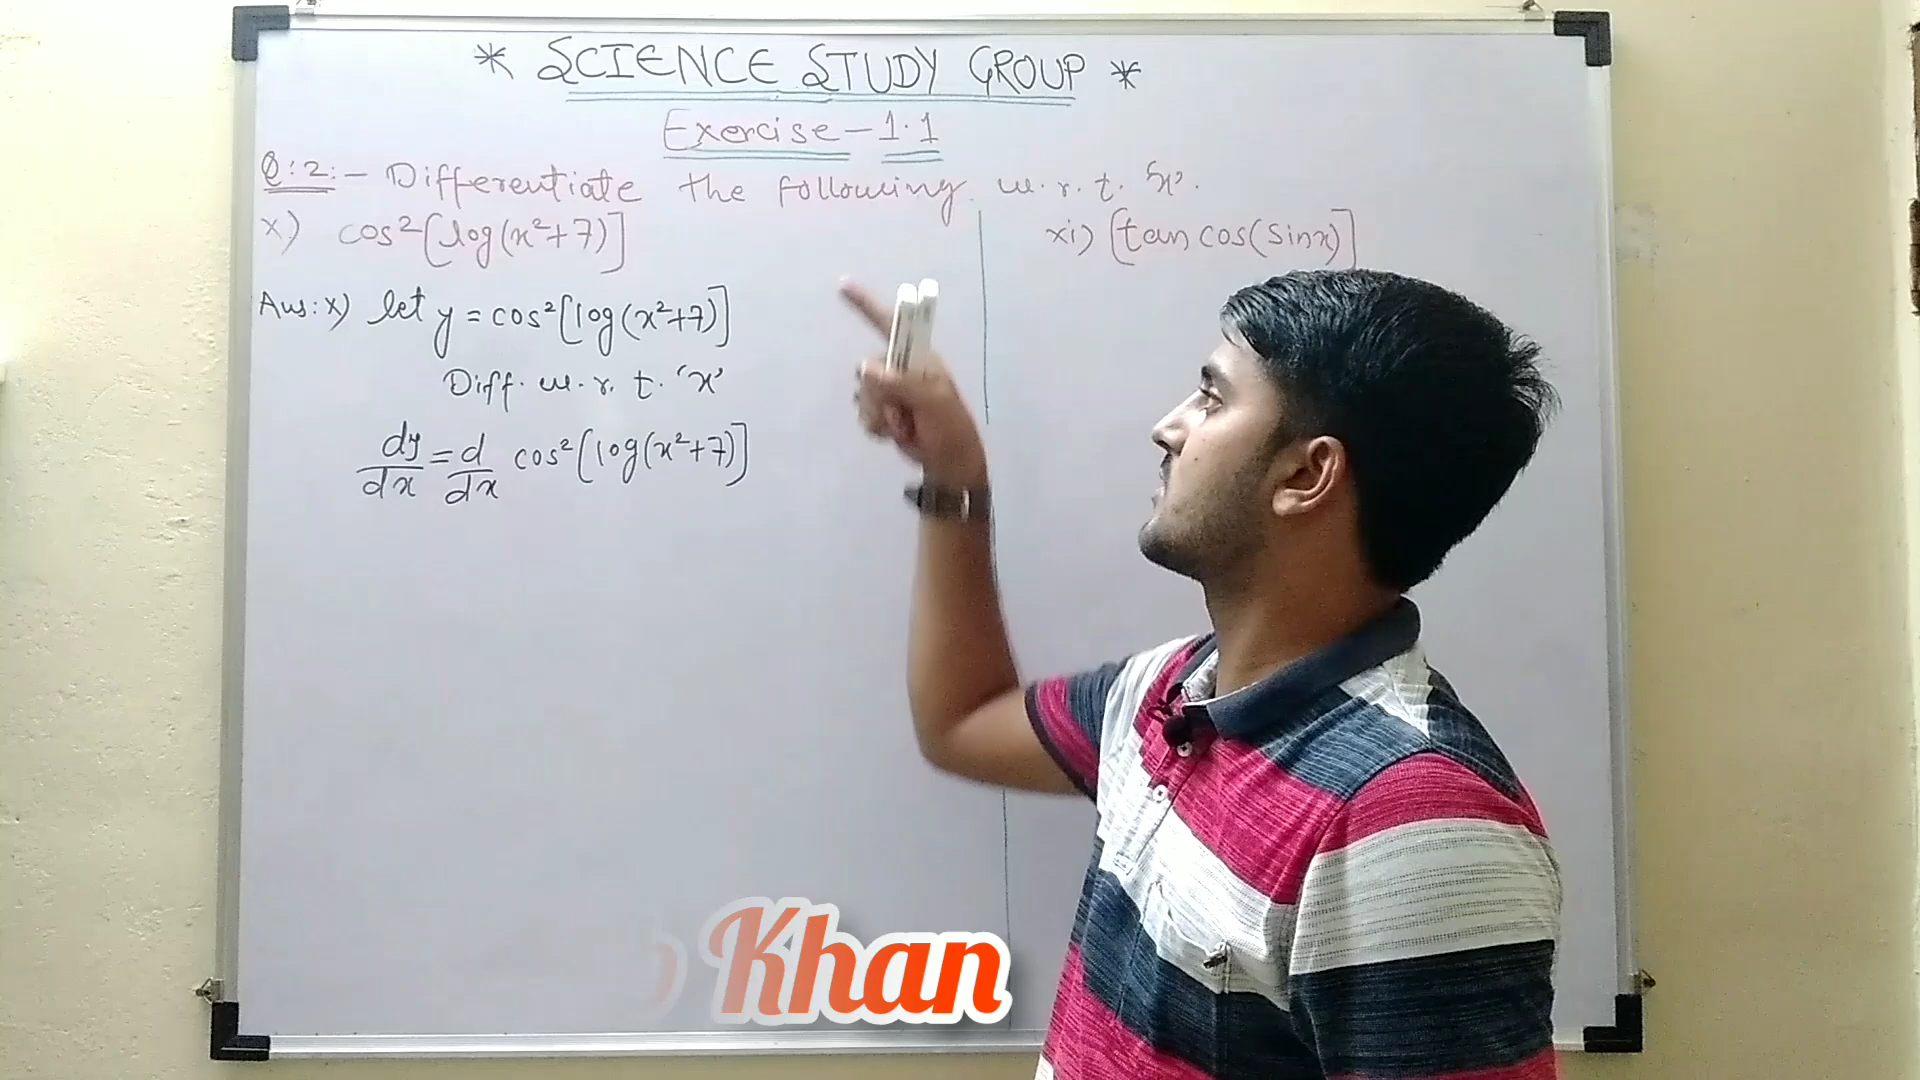 * SCIENCE STUDY GROUP *
Exercise - 1.1
Q:2:- Differentiate the following w.r.t. 'x'.
x) cos²[log(x²+7)]
xi) [tan cos(sinx)]
Ans: x) let y = cos²[log(x²+7)]
Diff. w.r.t. 'x'
dy/dx = d/dx cos²[log(x²+7)]
Khan